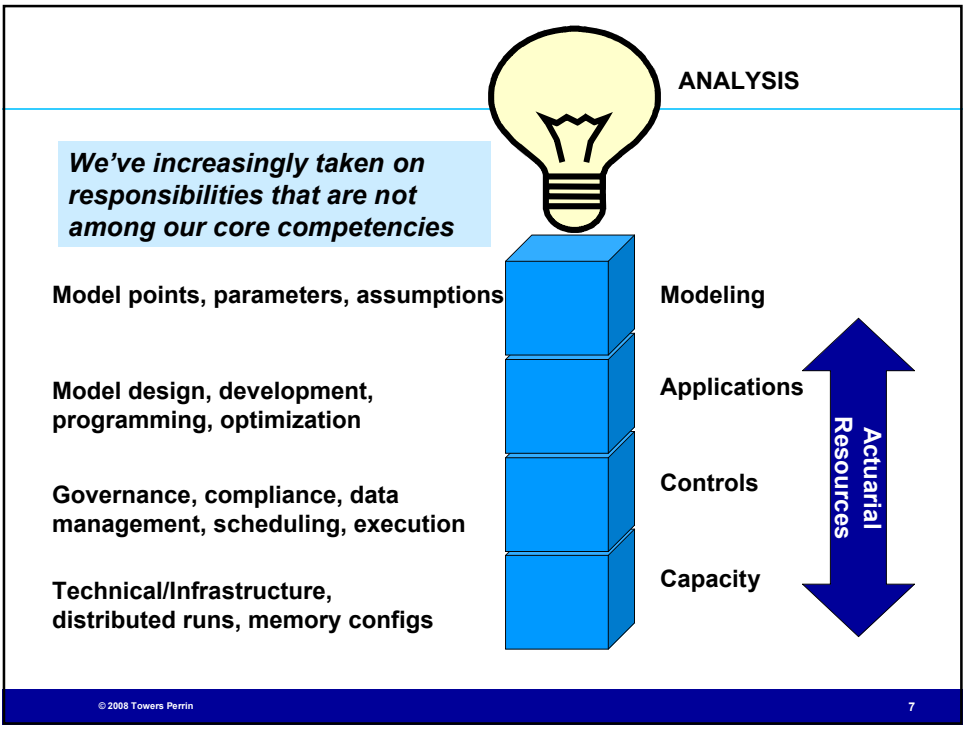 ANALYSIS
We’ve increasingly taken on
responsibilities that are not
among our core competencies
Model points, parameters, assumptions
Modeling
Model design, development,
programming, optimization
Applications
Governance, compliance, data
management, scheduling, execution
Controls
Technical/Infrastructure,
distributed runs, memory configs
Capacity
Actuarial
Resources
© 2008 Towers Perrin
7